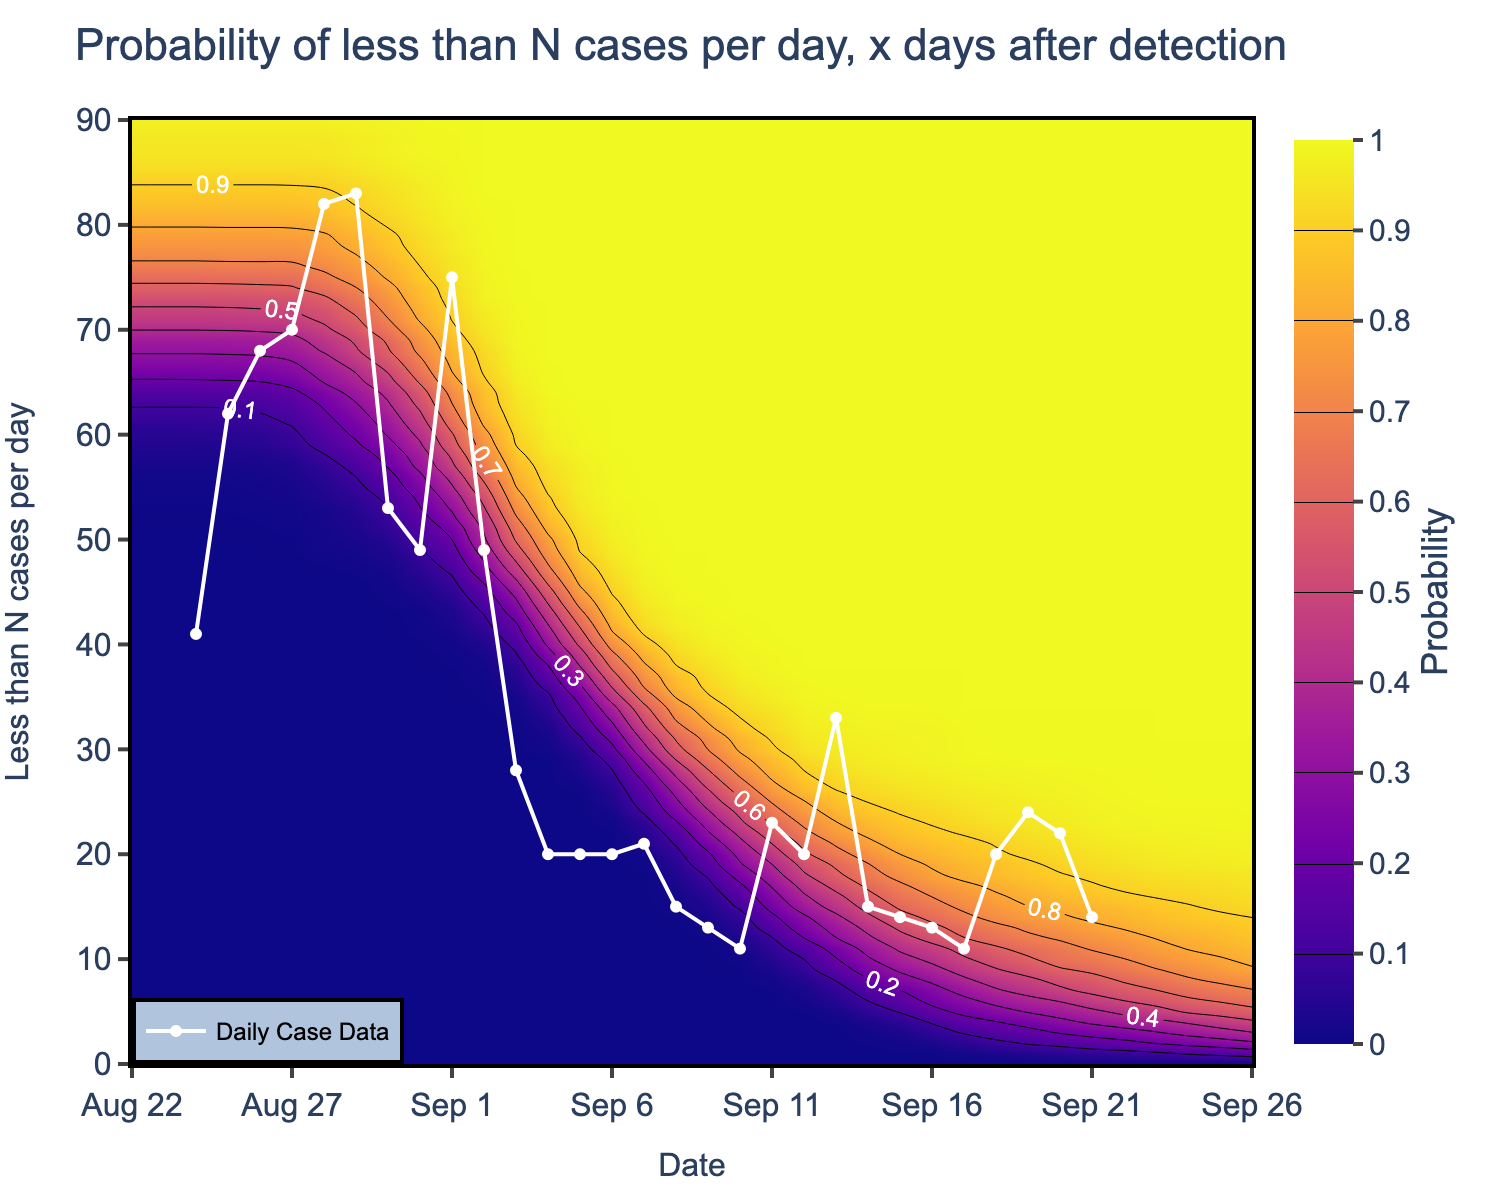 Probability of less than N cases per day, x days after detection
90
80
70
60
50
40
30
20
10
0
Less than N cases per day
0.9
0.5
0.1
0.7
0.3
0.6
0.8
0.2
0.4
Daily Case Data
Aug 22
Aug 27
Sep 1
Sep 6
Sep 11
Sep 16
Sep 21
Sep 26
Date
1
0.9
0.8
0.7
0.6
0.5
0.4
0.3
0.2
0.1
0
Probability